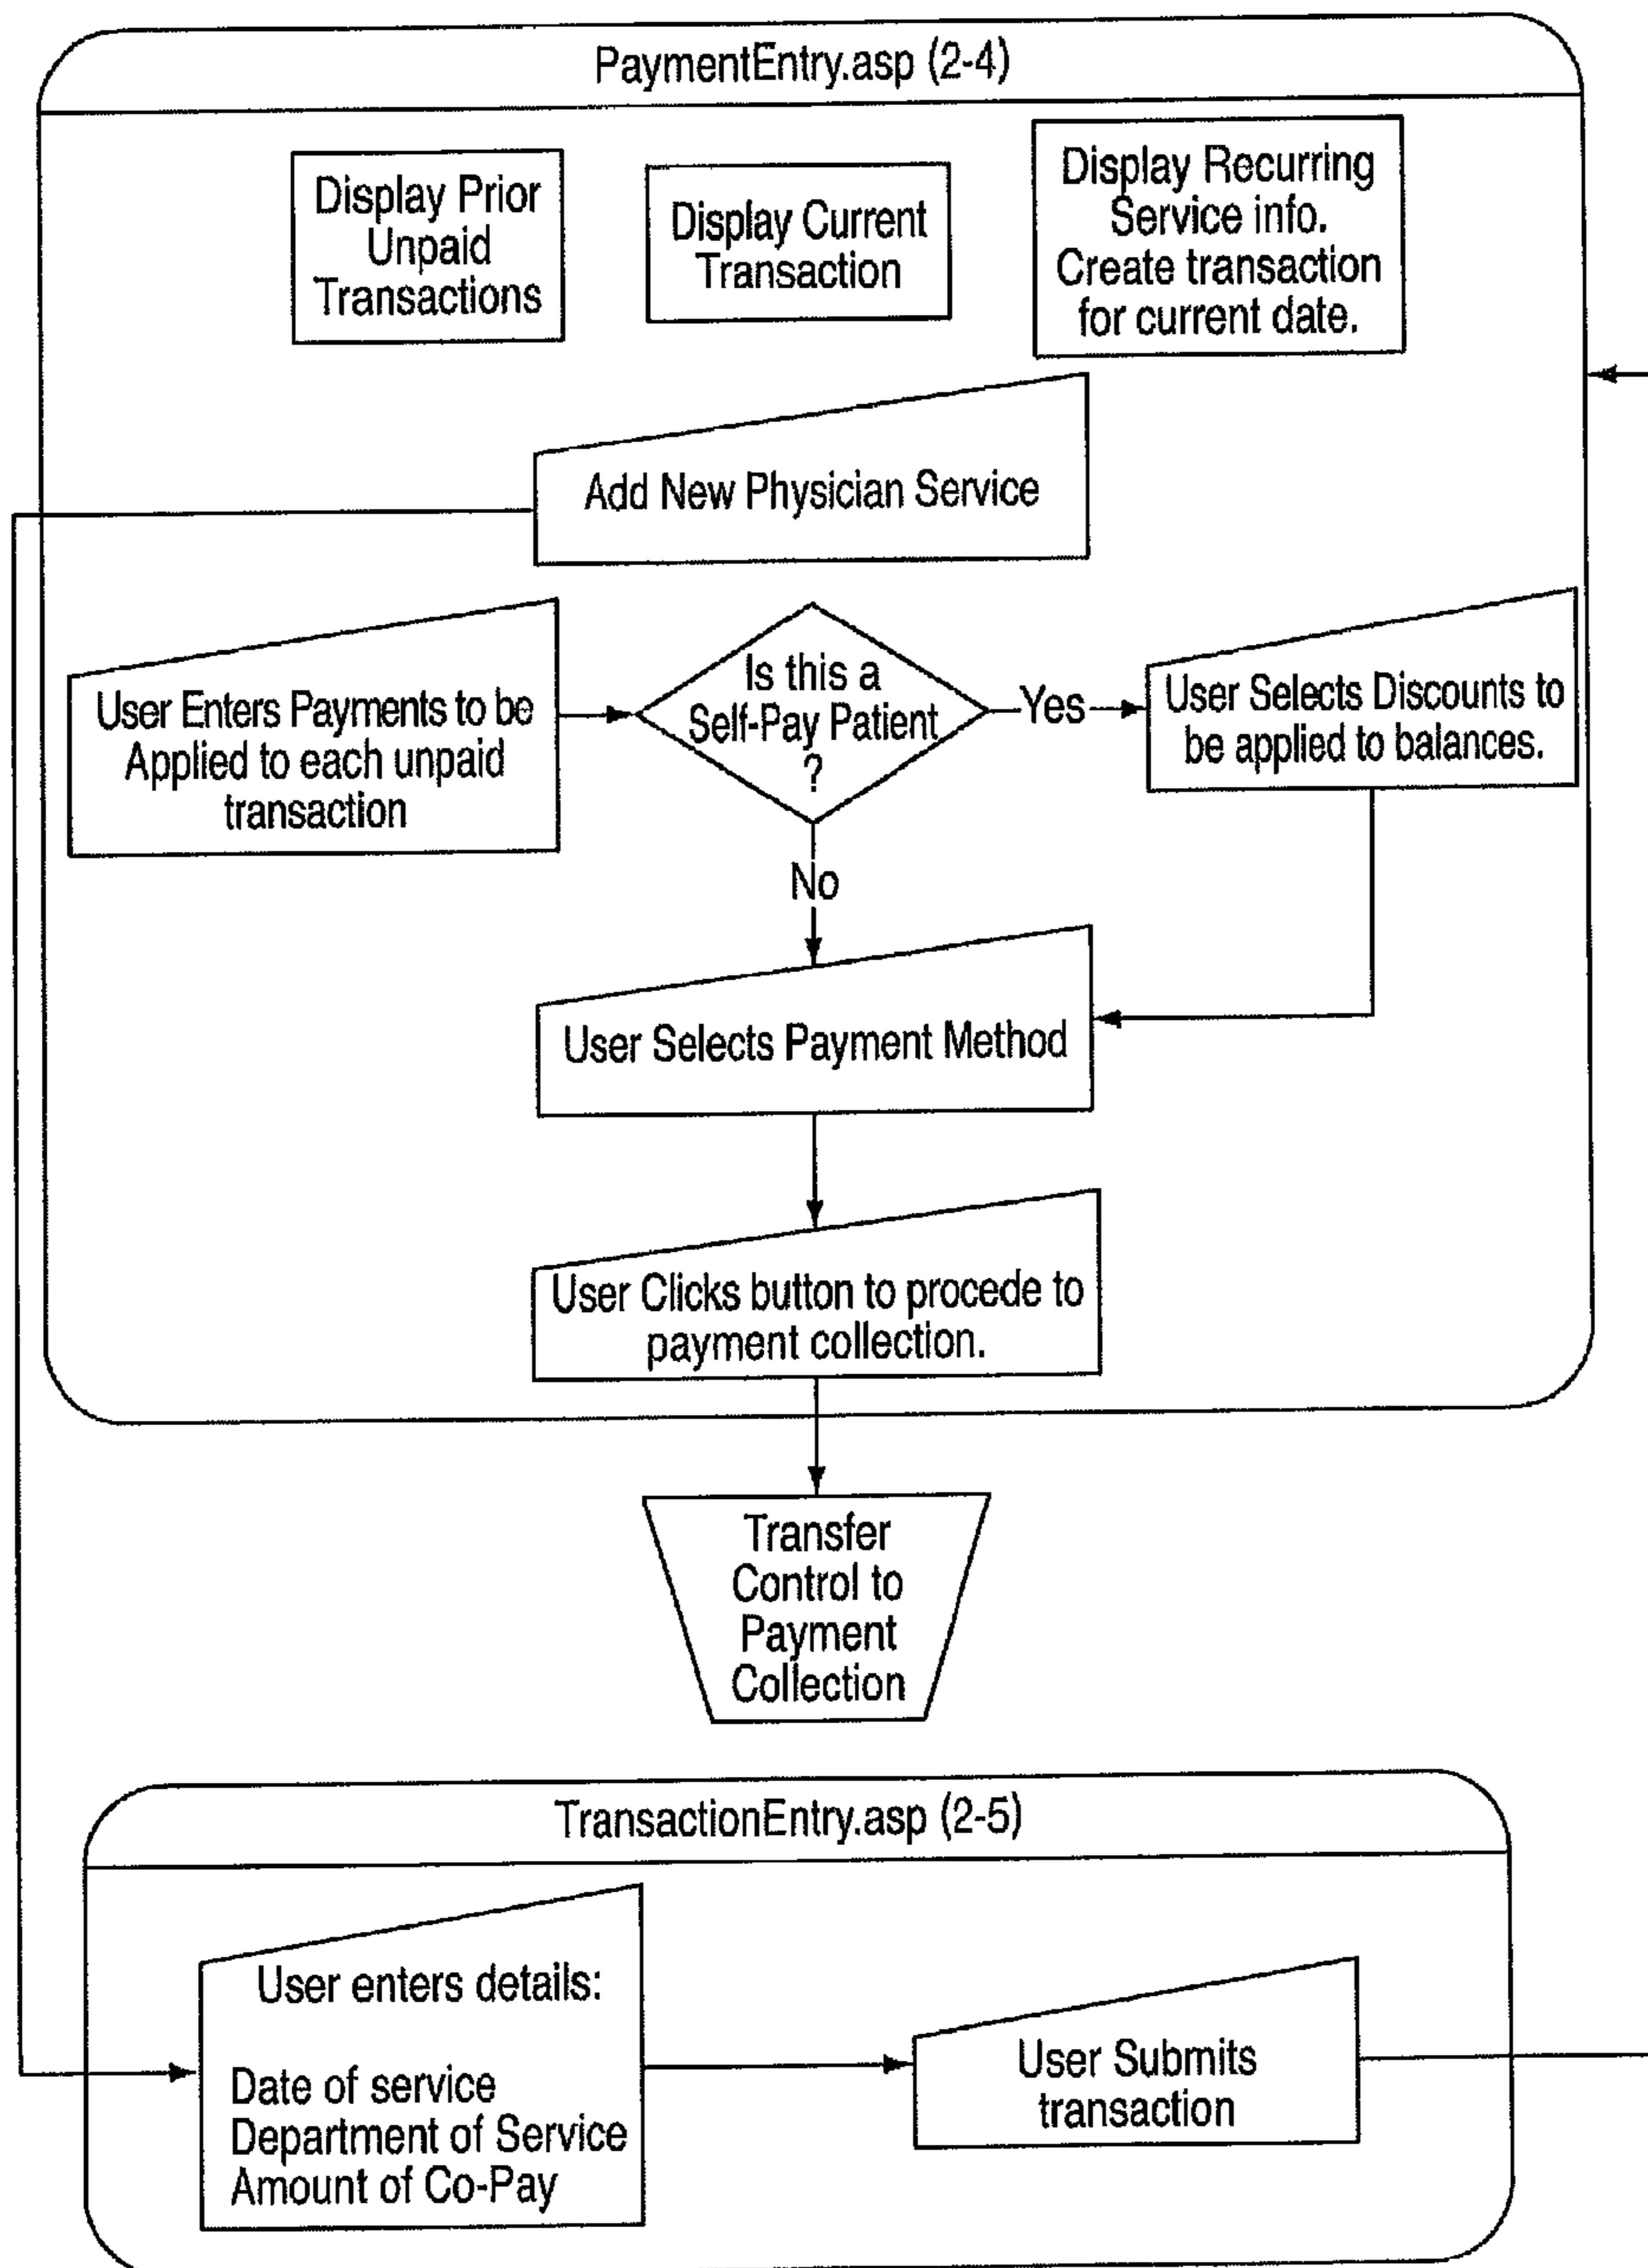 PaymentEntry.asp (2-4)
Display Prior
Unpaid
Transactions
Display Current
Transaction
Display Recurring
Service info.
Create transaction
for current date.
Add New Physician Service
User Enters Payments to be
Applied to each unpaid
transaction
Is this a
Self-Pay Patient
?
Yes
User Selects Discounts to
be applied to balances.
No
User Selects Payment Method
User Clicks button to procede to
payment collection.
Transfer
Control to
Payment
Collection
TransactionEntry.asp (2-5)
User enters details:
Date of service
Department of Service
Amount of Co-Pay
User Submits
transaction